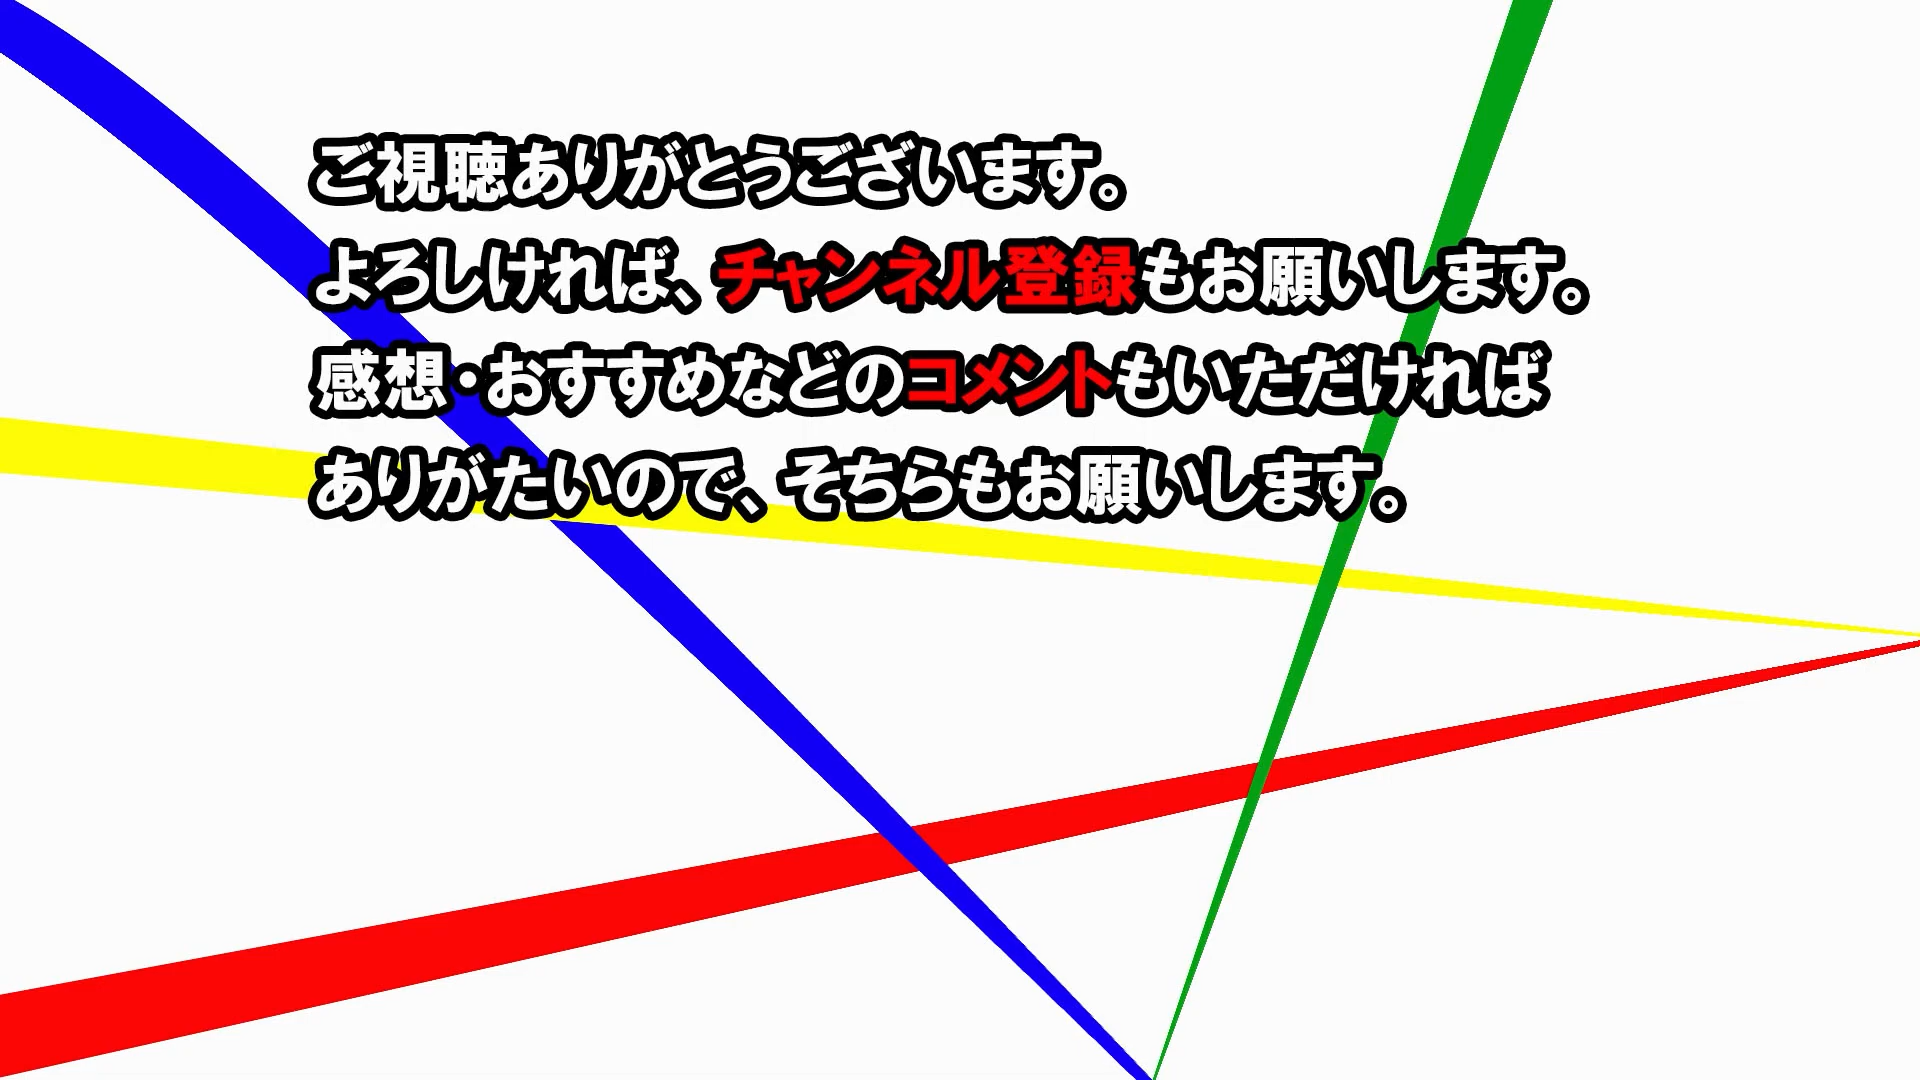 ご視聴ありがとうございます。
よろしければ、チャンネル登録もお願いします。
感想・おすすめなどのコメントもいただければ
ありがたいので、そちらもお願いします。